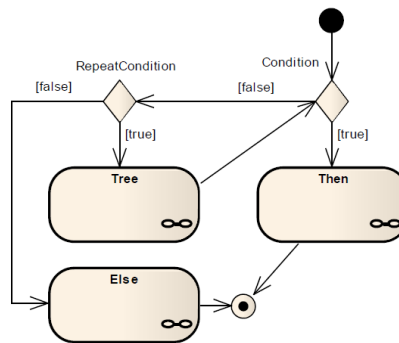 RepeatCondition
Condition
[false]
[false]
[true]
[true]
Tree
Then
Else